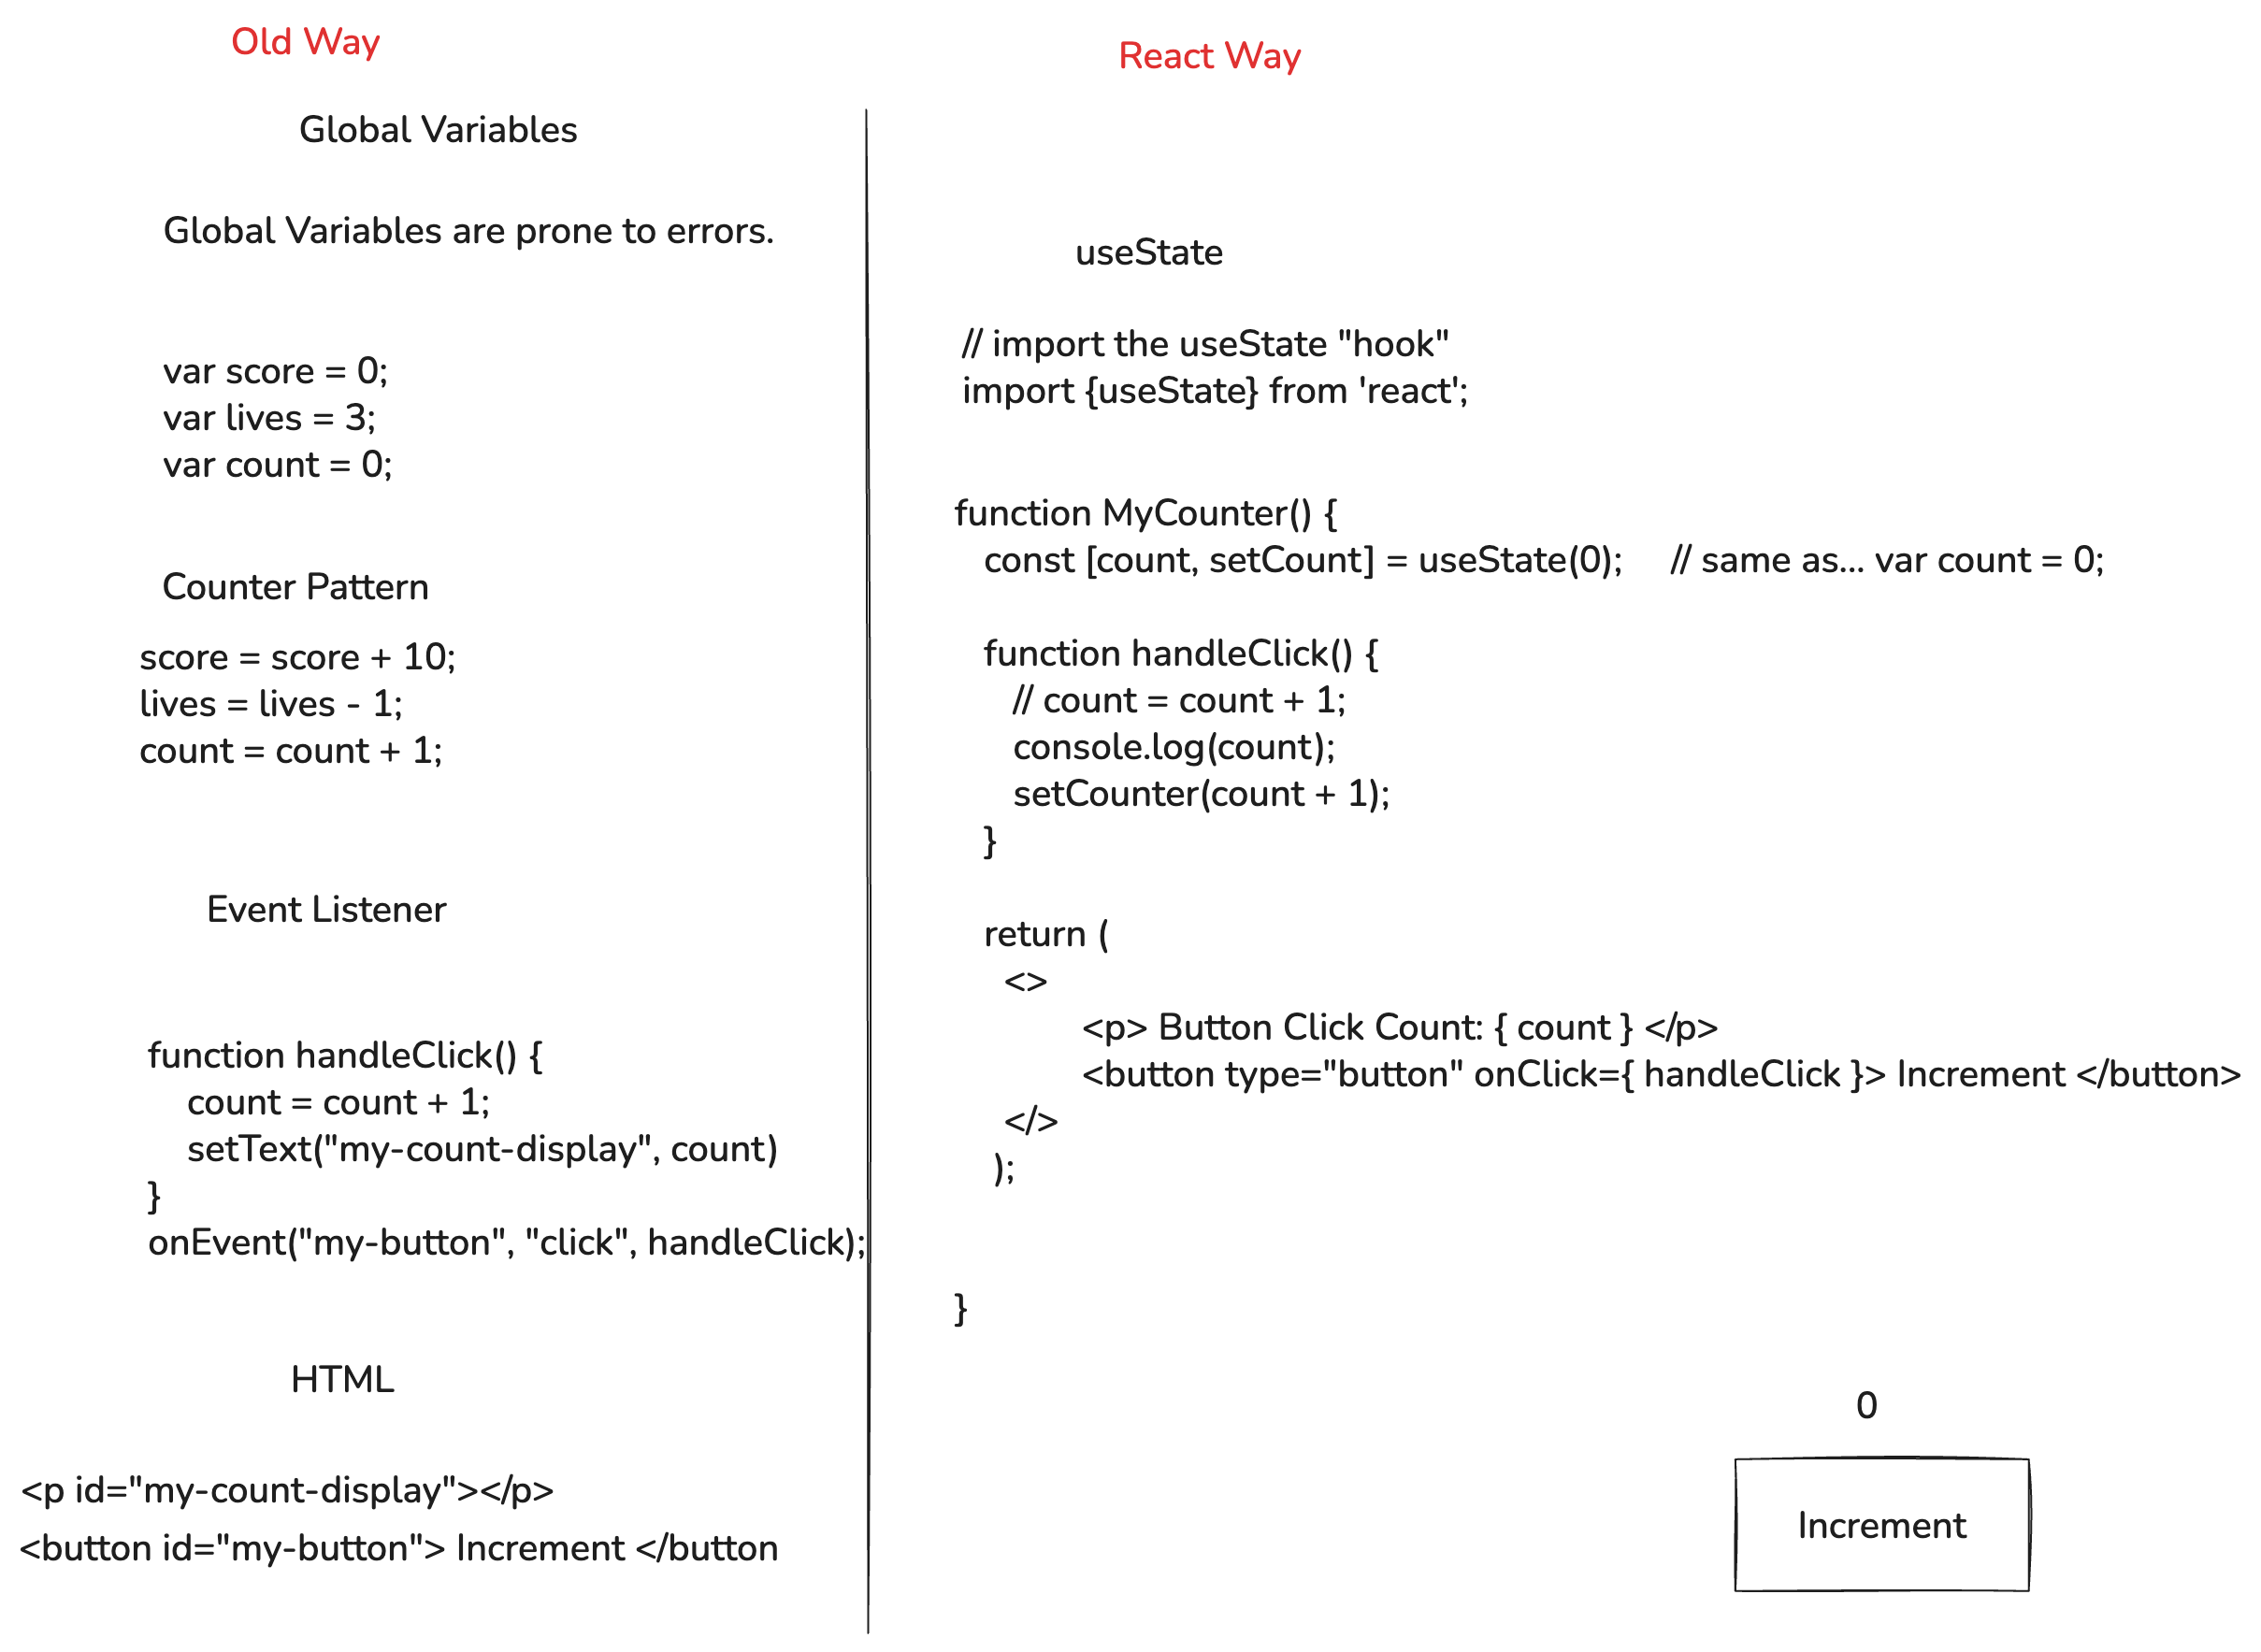 Old Way
Global Variables
Global Variables are prone to errors.
var score = 0;
var lives = 3;
var count = 0;
Counter Pattern
score = score + 10;
lives = lives - 1;
count = count + 1;
Event Listener
function handleClick() {
count = count + 1;
setText("my-count-display", count)
}
onEvent("my-button", "click", handleClick);
HTML
<p id="my-count-display"></p>
<button id="my-button"> Increment </button
React Way
useState
// import the useState "hook"
import {useState} from 'react';
function MyCounter() {
const [count, setCount] = useState(0); // same as... var count = 0;
function handleClick() {
// count = count + 1;
console.log(count);
setCounter(count + 1);
}
return (
<>
<p> Button Click Count: { count } </p>
<button type="button" onClick={ handleClick }> Increment </button>
</>
);
}
0
Increment